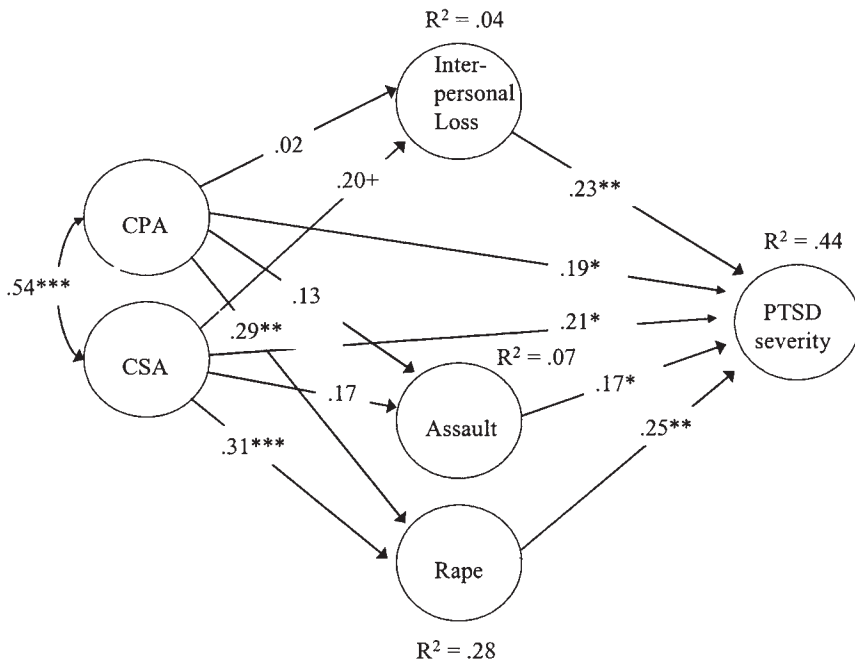 R² = .04
Inter-
personal
Loss
.02
.20+
.23**
CPA
R² = .44
.19*
.54***
.13
.29**
.21*
PTSD
severity
CSA
R² = .07
.17
.17*
Assault
.31***
.25**
Rape
R² = .28